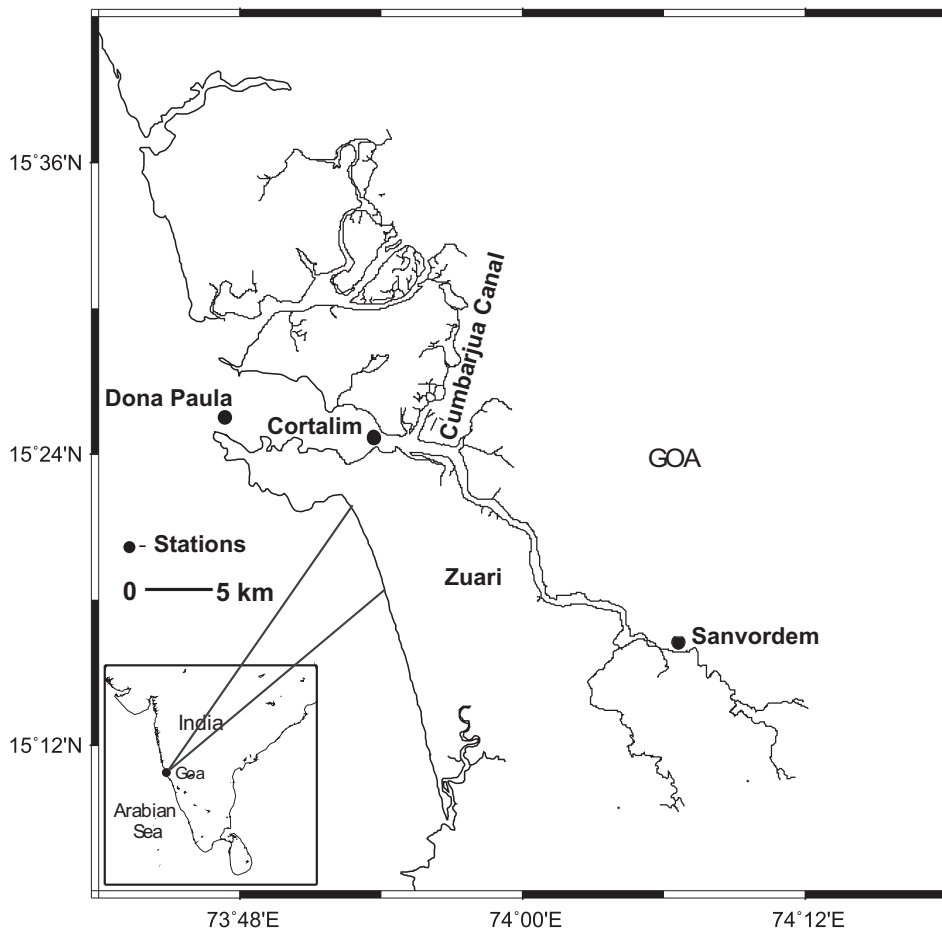 15°36'N
Cumbarjua Canal
Dona Paula
Cortalim
15°24'N
GOA
- Stations
0 5 km
Zuari
Sanvordem
India
15°12'N
Goa
Arabian
Sea
73°48'E 74°00'E 74°12'E